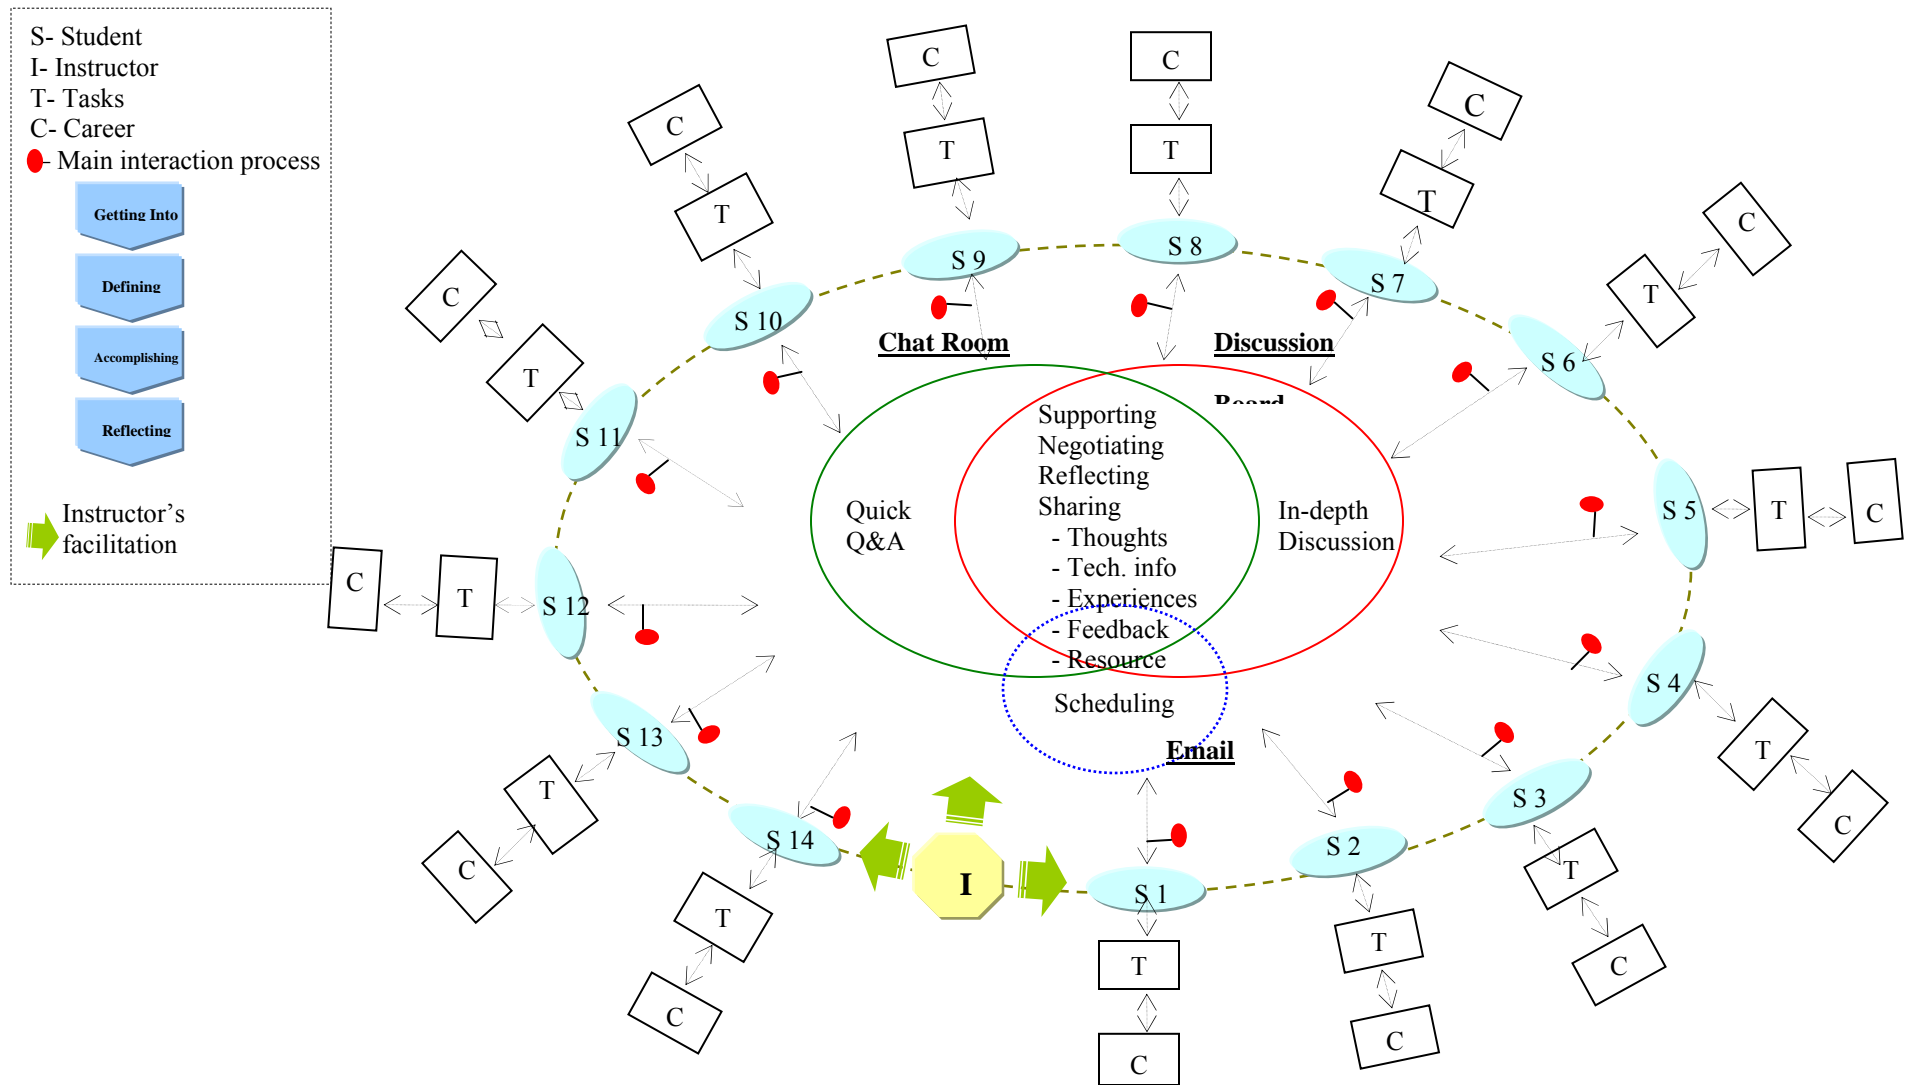 S- Student
I- Instructor
T- Tasks
C- Career
- Main interaction process
Getting Into
Defining
Accomplishing
Reflecting
Instructor's
facilitation
C
C
C
C
C
T
T
T
T
T
C
C
T
T
C
S 8
S 9
S 7
S 10
S 6
S 11
S 5
T
C
C
T
S 12
S 4
T
C
S 13
S 3
T
C
S 14
S 2
T
C
S 1
I
T
C
T
C
T
C
T
C
Chat Room
Discussion
Board
Supporting
Negotiating
Reflecting
Sharing
- Thoughts
- Tech. info
- Experiences
- Feedback
- Resource
Quick
Q&A
In-depth
Discussion
Scheduling
Email